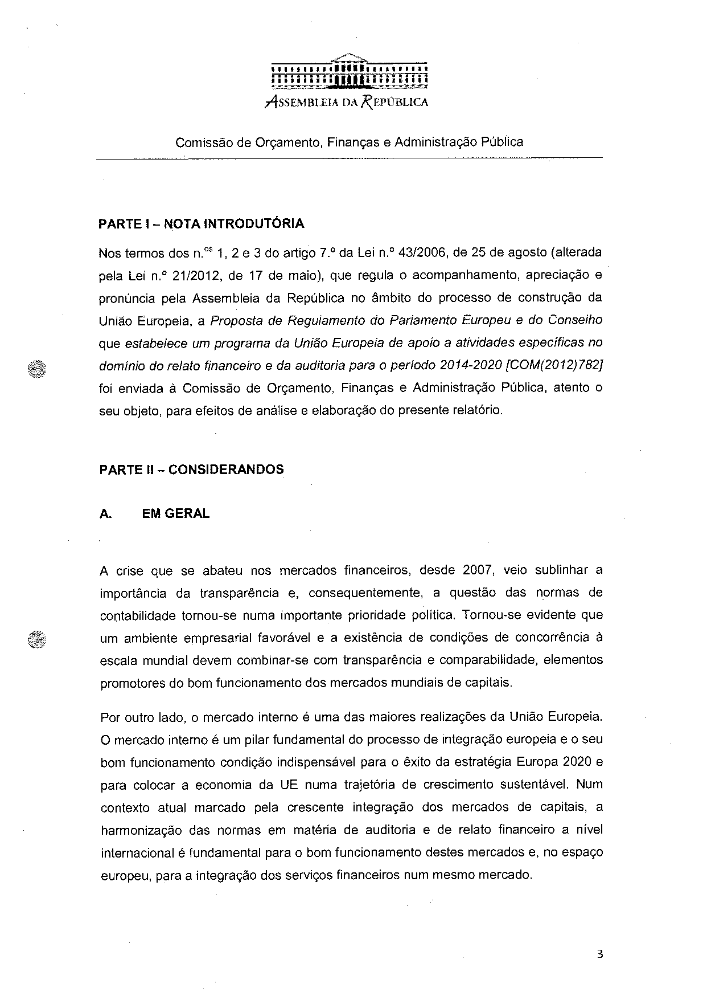 ASSEMBLEIA DA REPÚBLICA
Comissão de Orçamento, Finanças e Administração Pública
PARTE I – NOTA INTRODUTÓRIA
Nos termos dos n.ºs 1, 2 e 3 do artigo 7.º da Lei n.º 43/2006, de 25 de agosto (alterada
pela Lei n.º 21/2012, de 17 de maio), que regula o acompanhamento, apreciação e
pronúncia pela Assembleia da República no âmbito do processo de construção da
União Europeia, a Proposta de Regulamento do Parlamento Europeu e do Conselho
que estabelece um programa da União Europeia de apoio a atividades específicas no
domínio do relato financeiro e da auditoria para o período 2014-2020 [COM(2012)782]
foi enviada à Comissão de Orçamento, Finanças e Administração Pública, atento o
seu objeto, para efeitos de análise e elaboração do presente relatório.
PARTE II – CONSIDERANDOS
A. EM GERAL
A crise que se abateu nos mercados financeiros, desde 2007, veio sublinhar a
importância da transparência e, consequentemente, a questão das normas de
contabilidade tornou-se numa importante prioridade política. Tornou-se evidente que
um ambiente empresarial favorável e a existência de condições de concorrência à
escala mundial devem combinar-se com transparência e comparabilidade, elementos
promotores do bom funcionamento dos mercados mundiais de capitais.
Por outro lado, o mercado interno é uma das maiores realizações da União Europeia.
O mercado interno é um pilar fundamental do processo de integração europeia e o seu
bom funcionamento condição indispensável para o êxito da estratégia Europa 2020 e
para colocar a economia da UE numa trajetória de crescimento sustentável. Num
contexto atual marcado pela crescente integração dos mercados de capitais, a
harmonização das normas em matéria de auditoria e de relato financeiro a nível
internacional é fundamental para o bom funcionamento destes mercados e, no espaço
europeu, para a integração dos serviços financeiros num mesmo mercado.
3